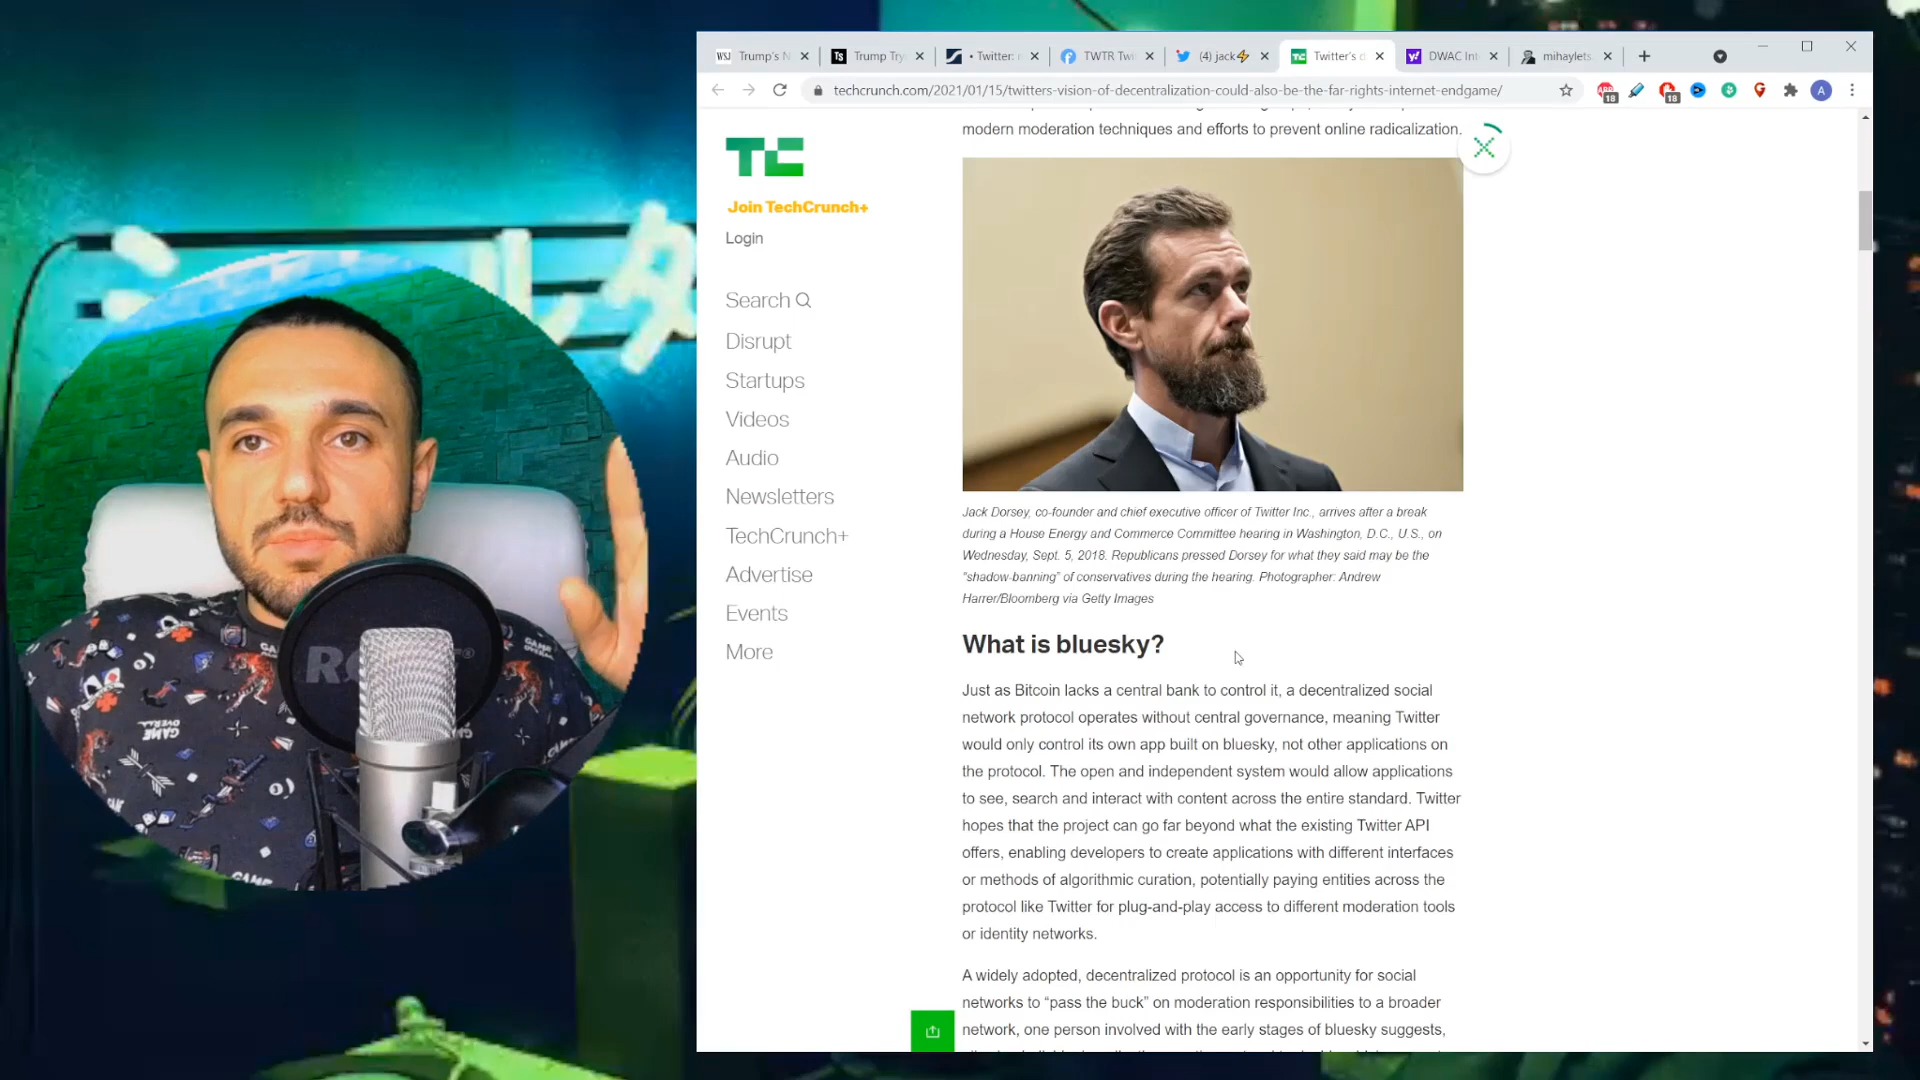 WSJ Trump's N
TS Trump Try
• Twitter:
TWTR Twi
(4) jack⚡
Twitter's d
DWAC Int
mihaylets
techcrunch.com/2021/01/15/twitters-vision-of-decentralization-could-also-be-the-far-rights-internet-endgame/
18
18
A
TC
Join TechCrunch+
Login
Search
Disrupt
Startups
Videos
Audio
Newsletters
TechCrunch+
Advertise
Events
More
modern moderation techniques and efforts to prevent online radicalization.
Jack Dorsey, co-founder and chief executive officer of Twitter Inc., arrives after a break
during a House Energy and Commerce Committee hearing in Washington, D.C., U.S., on
Wednesday, Sept. 5, 2018. Republicans pressed Dorsey for what they said may be the
"shadow-banning" of conservatives during the hearing. Photographer: Andrew
Harrer/Bloomberg via Getty Images
What is bluesky?
Just as Bitcoin lacks a central bank to control it, a decentralized social
network protocol operates without central governance, meaning Twitter
would only control its own app built on bluesky, not other applications on
the protocol. The open and independent system would allow applications
to see, search and interact with content across the entire standard. Twitter
hopes that the project can go far beyond what the existing Twitter API
offers, enabling developers to create applications with different interfaces
or methods of algorithmic curation, potentially paying entities across the
protocol like Twitter for plug-and-play access to different moderation tools
or identity networks.
A widely adopted, decentralized protocol is an opportunity for social
networks to “pass the buck” on moderation responsibilities to a broader
network, one person involved with the early stages of bluesky suggests,
GAME
OVERALL